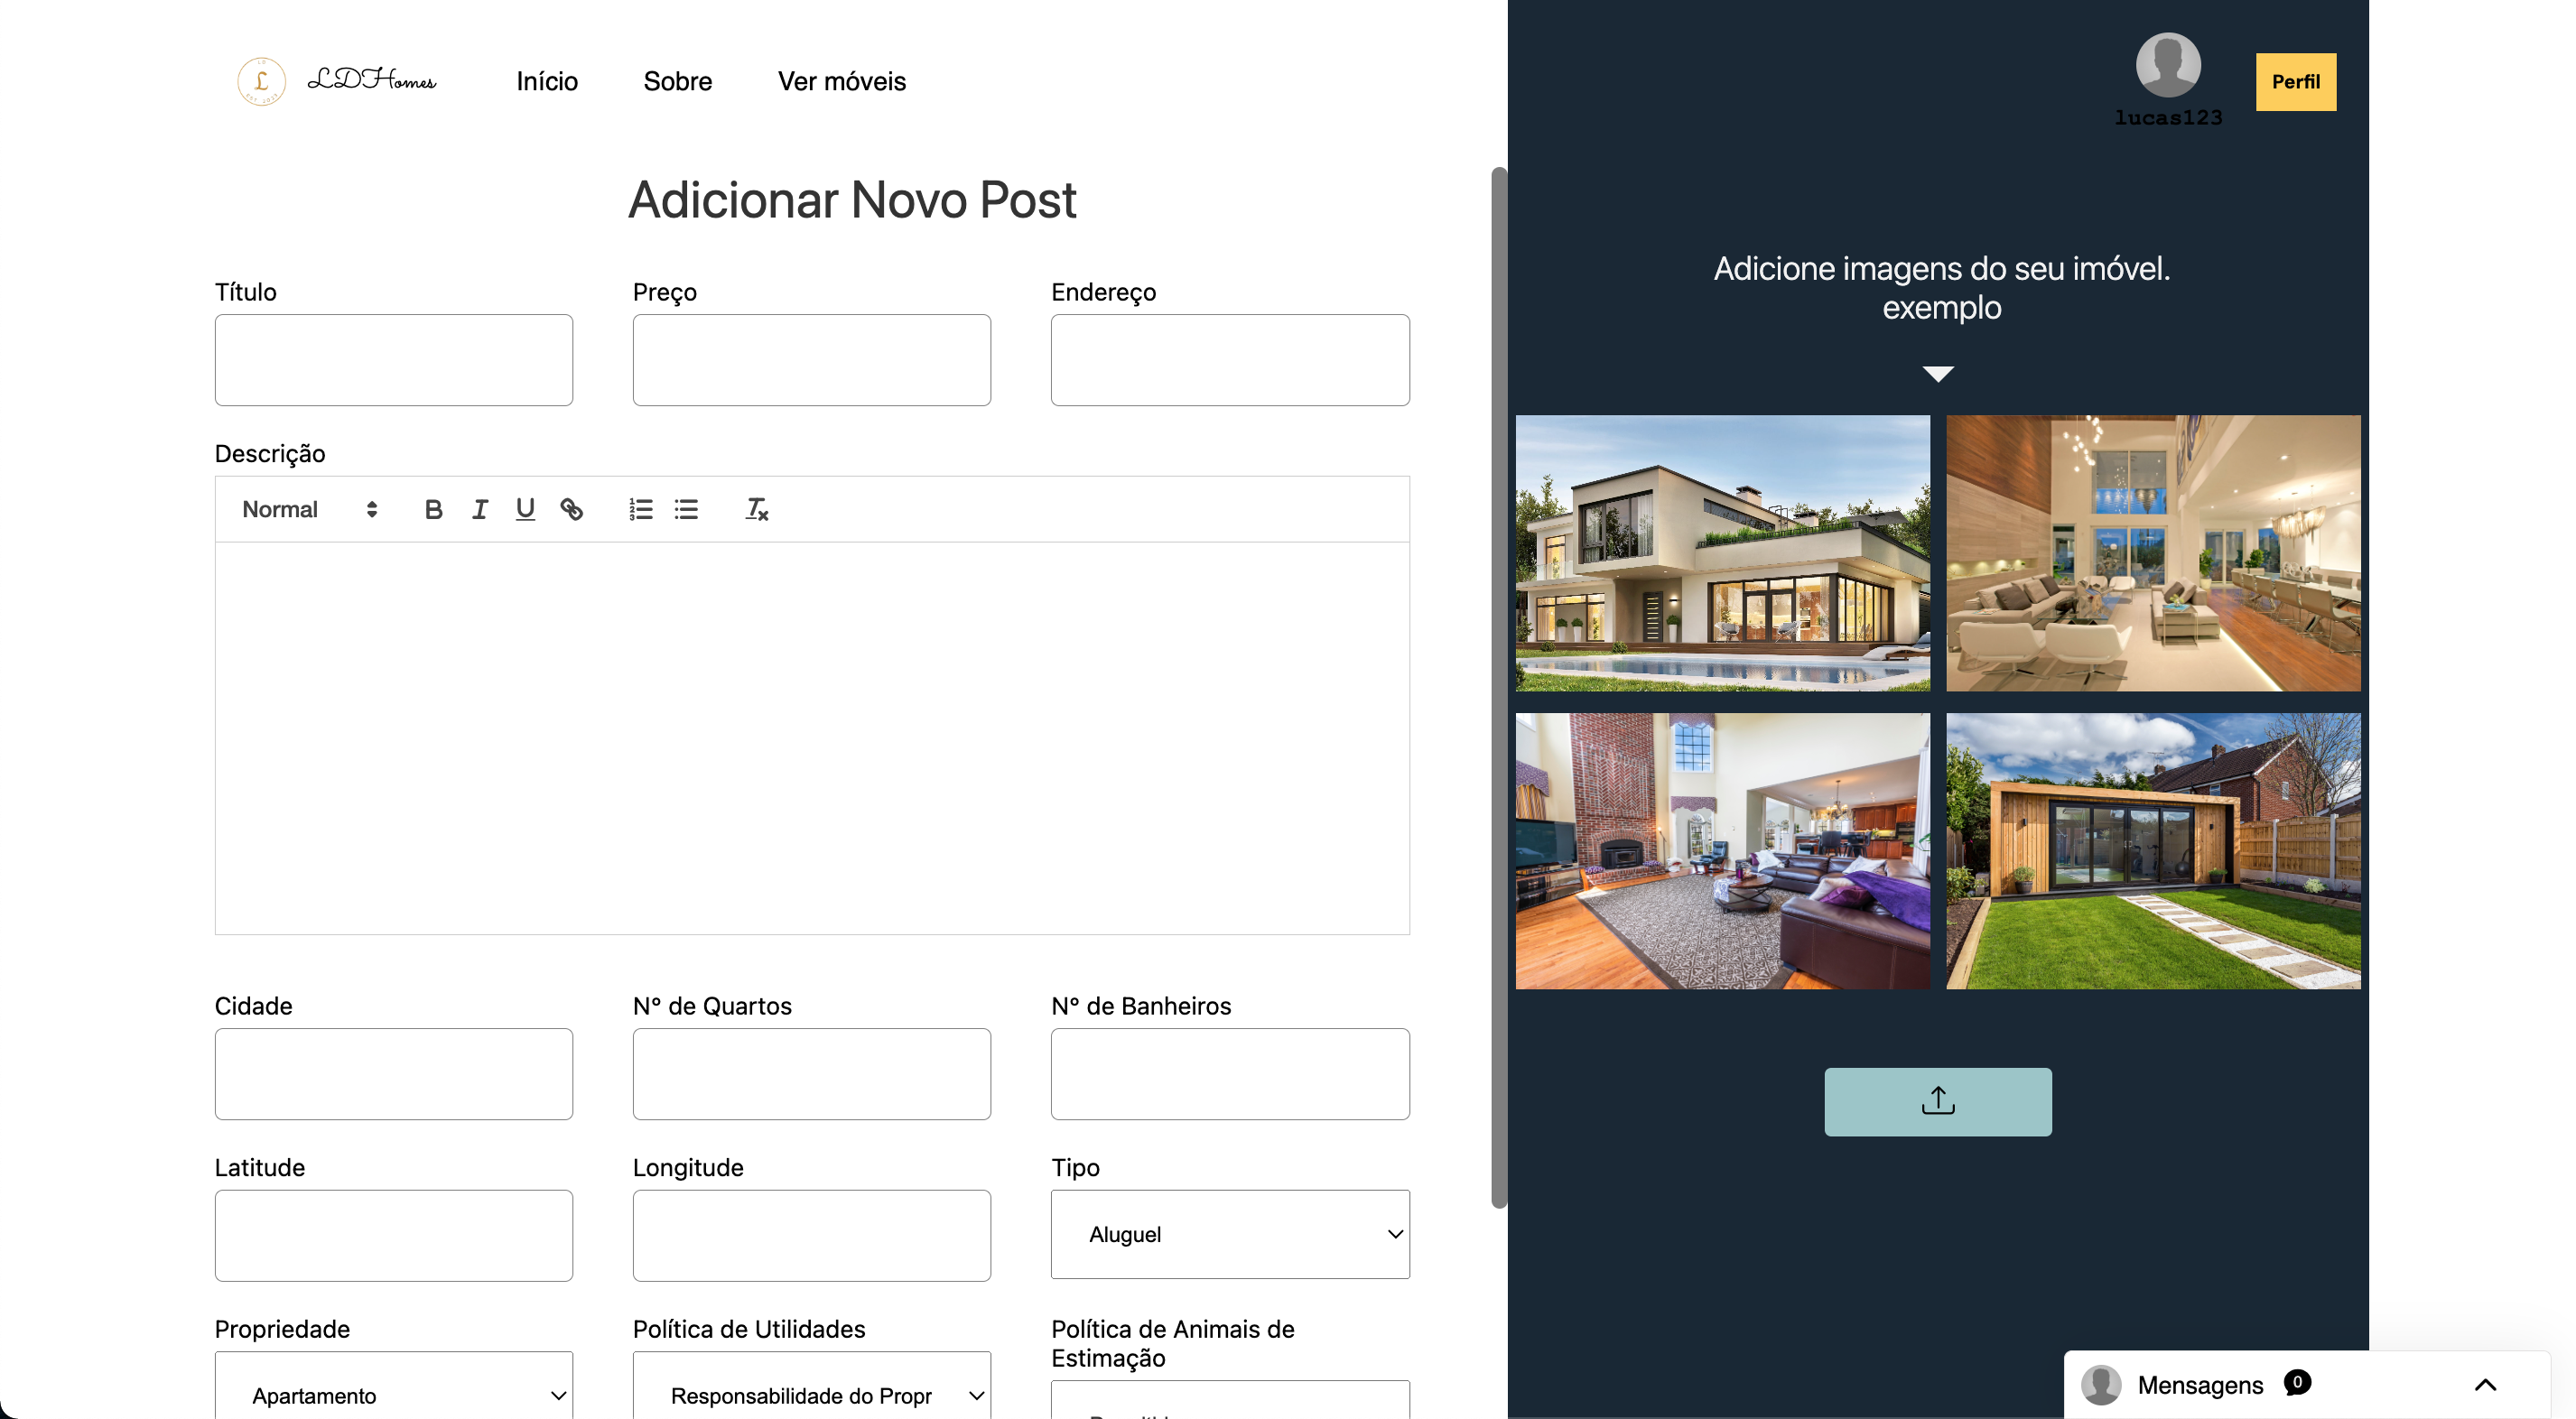 LDHomes
Início
Sobre
Ver móveis
lucas123
Perfil
Adicionar Novo Post
Título
Preço
Endereço
Descrição
Normal
Cidade
Nº de Quartos
Nº de Banheiros
Latitude
Longitude
Tipo
Aluguel
Propriedade
Política de Utilidades
Política de Animais de
Estimação
Apartamento
Responsabilidade do Propr
Adicione imagens do seu imóvel.
exemplo
Mensagens
0